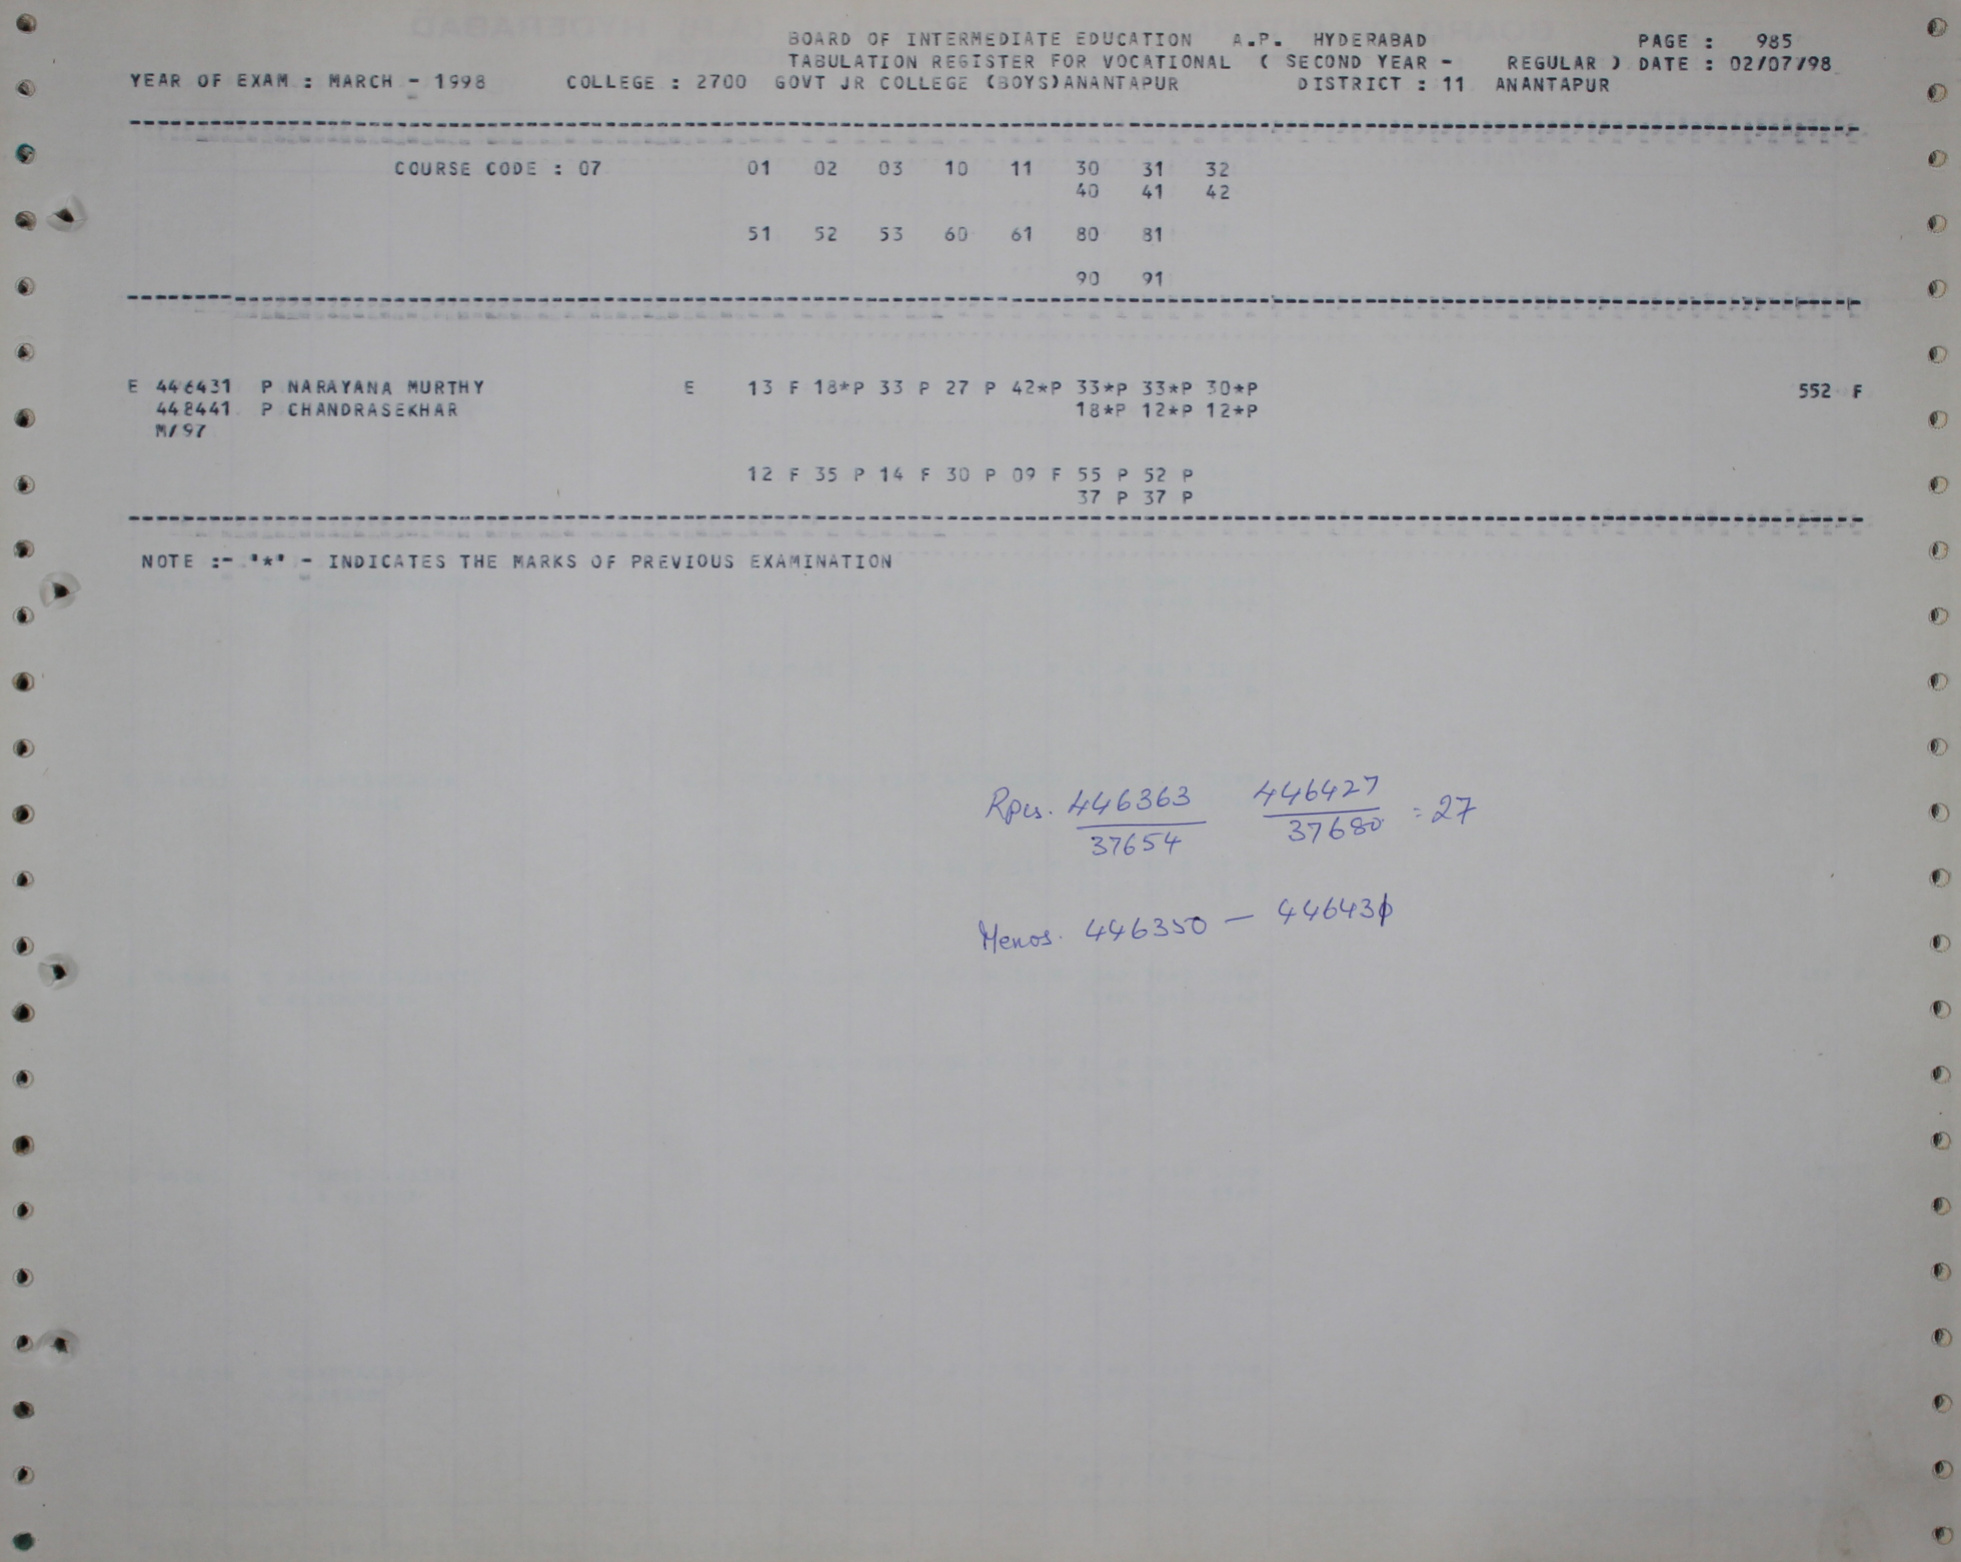 BOARD OF INTERMEDIATE EDUCATION A.P. HYDERABAD PAGE : 985
TABULATION REGISTER FOR VOCATIONAL ( SECOND YEAR - REGULAR ) DATE : 02/07/98
YEAR OF EXAM : MARCH - 1998 COLLEGE : 2700 GOVT JR COLLEGE (BOYS)ANANTAPUR DISTRICT : 11 ANANTAPUR
COURSE CODE : 07 01 02 03 10 11 30 31 32
40 41 42
51 52 53 60 61 80 81
90 91
E 446431 P NARAYANA MURTHY E 13 F 18*P 33 P 27 P 42*P 33*P 33*P 30*P 552 F
448441 P CHANDRASEKHAR 18*P 12*P 12*P
M/97
12 F 35 P 14 F 30 P 09 F 55 P 52 P
37 P 37 P
NOTE :- '*' - INDICATES THE MARKS OF PREVIOUS EXAMINATION
446363 446427 = 27
37654 37680
446350 —